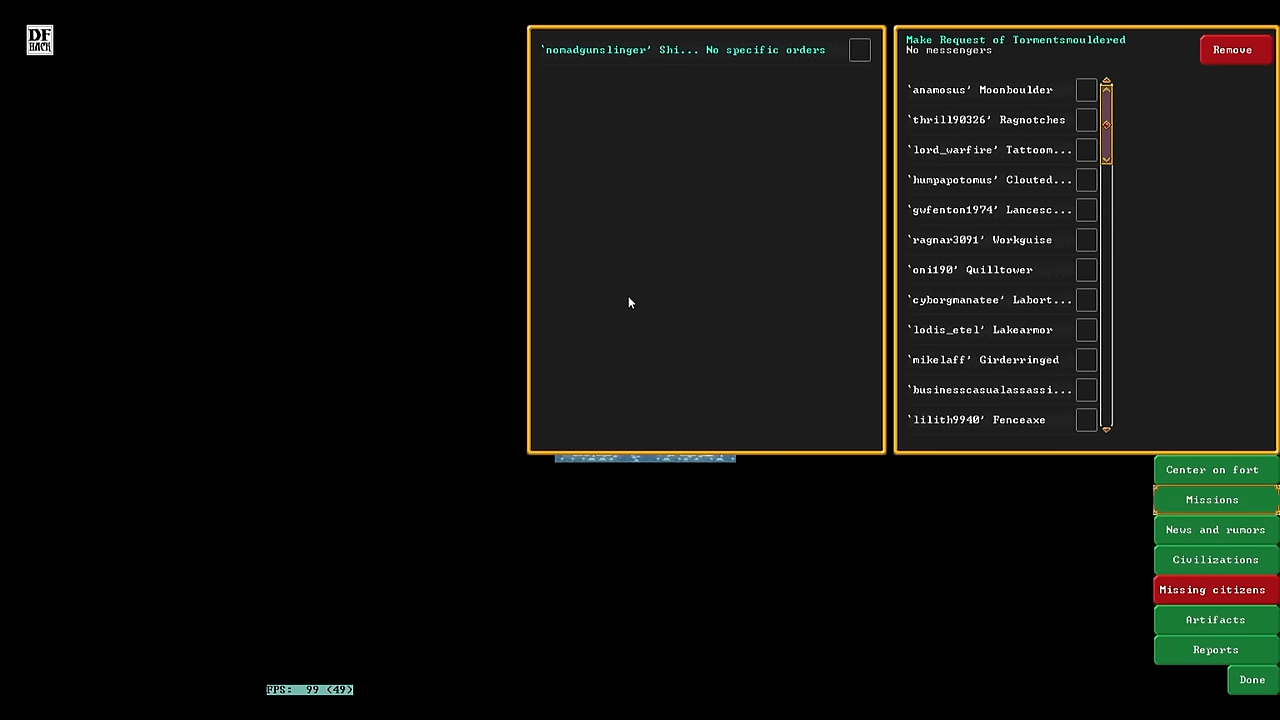 DF
HACK
`nomadgunslinger' Shi... No specific orders
Make Request of Tormentsmouldered
No messengers
Remove
`anamosus' Moonboulder
`thrill90326' Ragnotches
`lord_warfire' Tattoom...
`humpapotomus' Clouted...
`gwfenton1974' Lancesc...
`ragnar3091' Workguise
`oni190' Quilltower
`cyborgmanatee' Labort...
`lodis_etel' Lakearmor
`mikelaff' Girderringed
`businesscasualassassi...
`lilith9940' Fenceaxe
Center on fort
Missions
News and rumors
Civilizations
Missing citizens
Artifacts
Reports
Done
FPS: 99 (49)